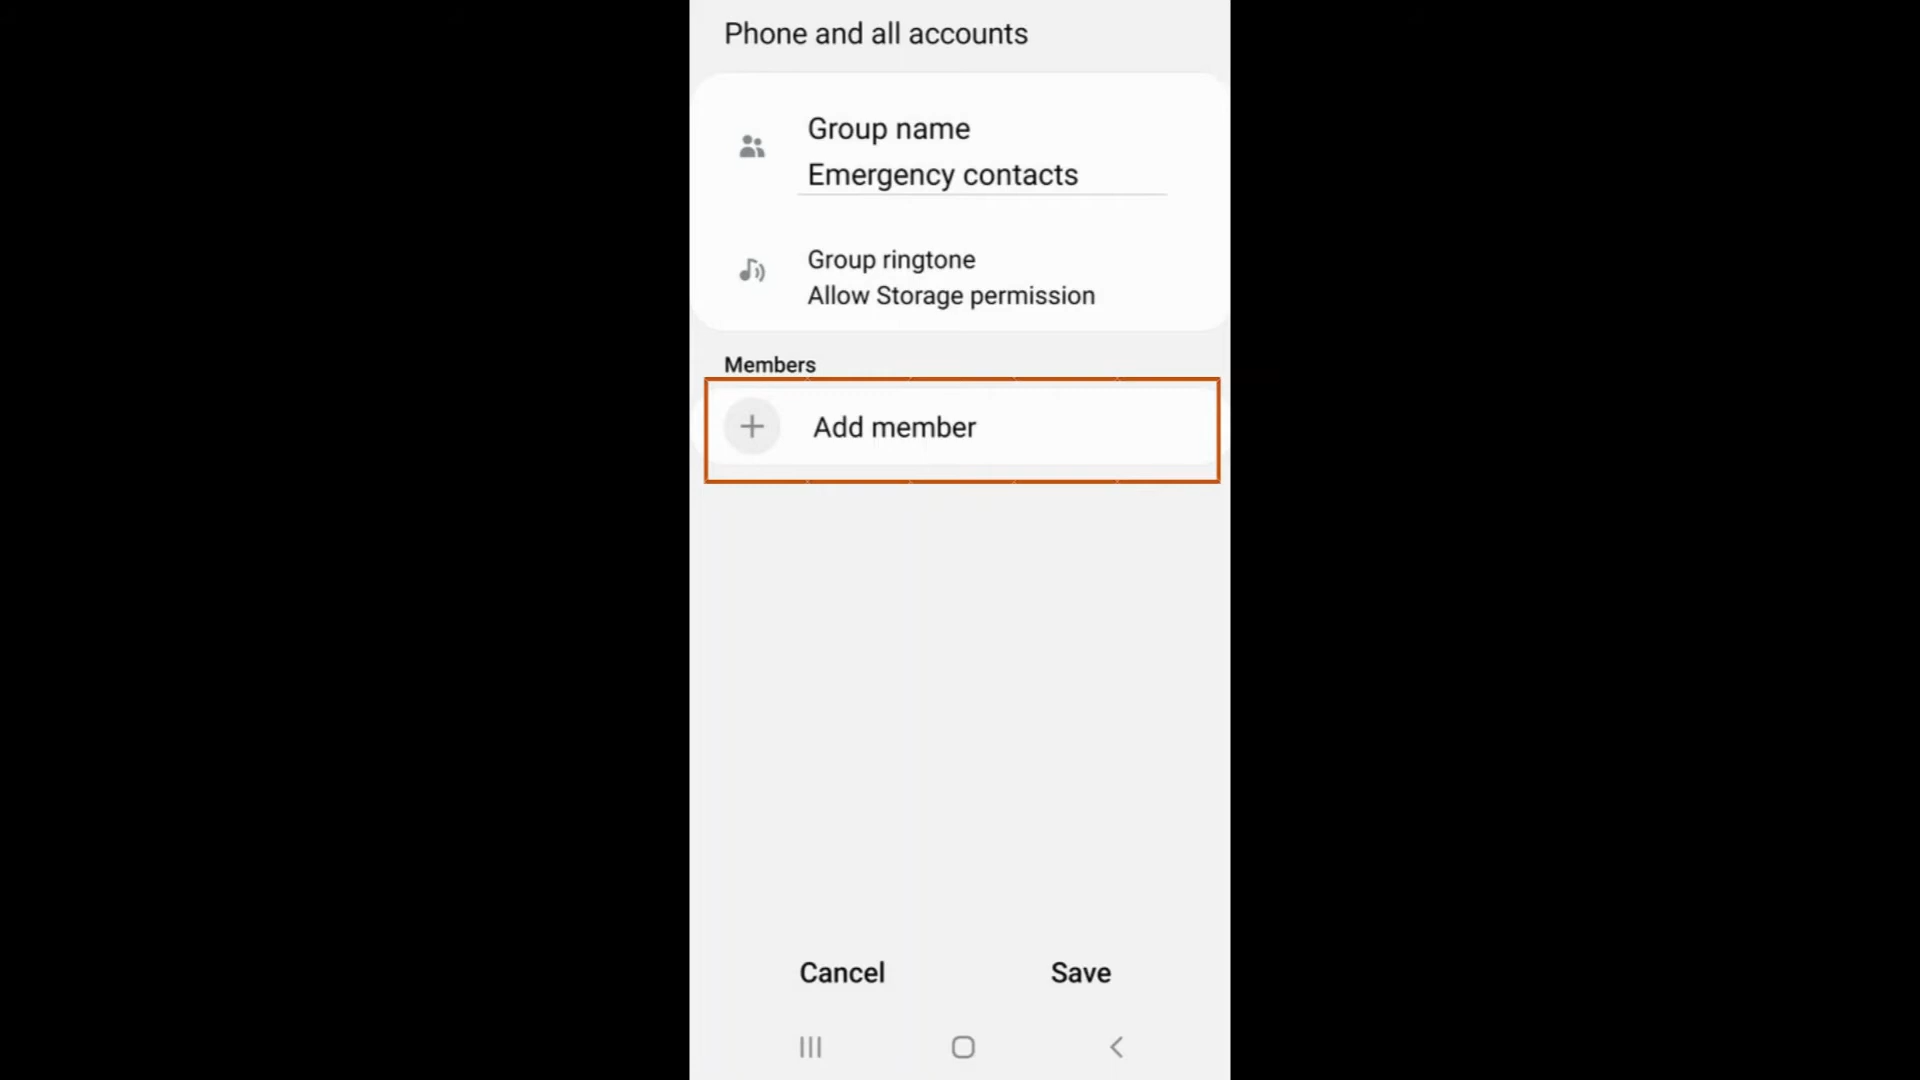 Phone and all accounts
Group name
Emergency contacts
Group ringtone
Allow Storage permission
Members
Add member
Cancel
Save